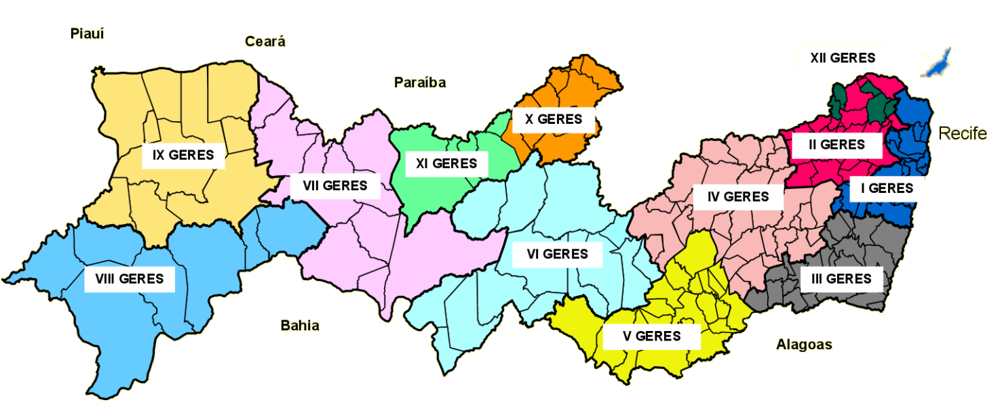 Piauí
Ceará
XII GERES
Paraíba
X GERES
Recife
II GERES
IX GERES
XI GERES
VII GERES
I GERES
IV GERES
VI GERES
VIII GERES
III GERES
Bahia
V GERES
Alagoas